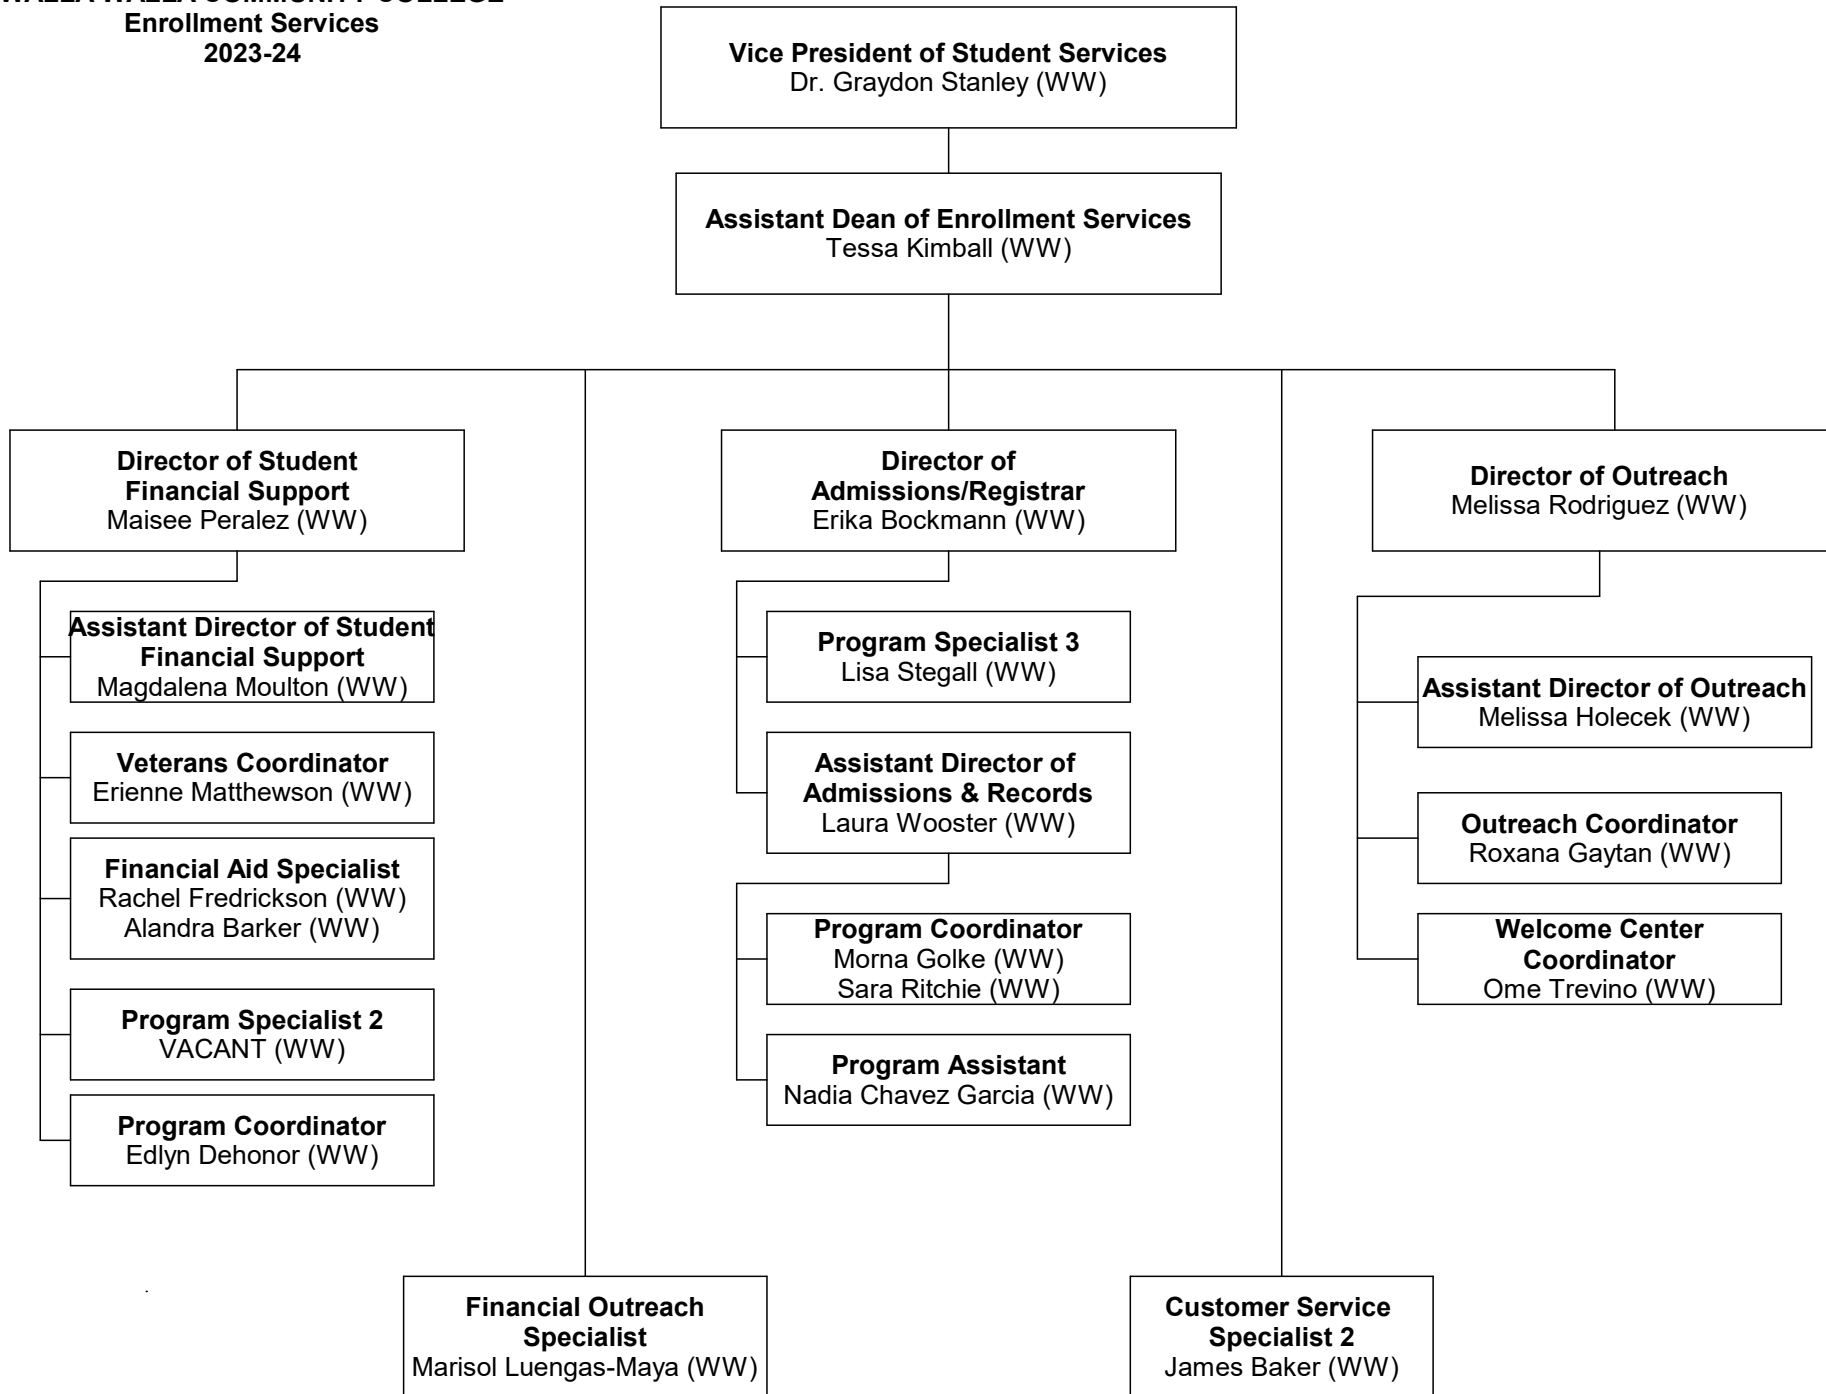 WALLA WALLA COMMUNITY COLLEGE
Enrollment Services
2023-24
Vice President of Student Services
Dr. Graydon Stanley (WW)
Assistant Dean of Enrollment Services
Tessa Kimball (WW)
Director of Student
Financial Support
Maisee Peralez (WW)
Director of
Admissions/Registrar
Erika Bockmann (WW)
Director of Outreach
Melissa Rodriguez (WW)
Assistant Director of Student
Financial Support
Magdalena Moulton (WW)
Veterans Coordinator
Erienne Matthewson (WW)
Financial Aid Specialist
Rachel Fredrickson (WW)
Alandra Barker (WW)
Program Specialist 2
VACANT (WW)
Program Coordinator
Edlyn Dehonor (WW)
Program Specialist 3
Lisa Stegall (WW)
Assistant Director of
Admissions & Records
Laura Wooster (WW)
Program Coordinator
Morna Golke (WW)
Sara Ritchie (WW)
Program Assistant
Nadia Chavez Garcia (WW)
Assistant Director of Outreach
Melissa Holecek (WW)
Outreach Coordinator
Roxana Gaytan (WW)
Welcome Center
Coordinator
Ome Trevino (WW)
Financial Outreach
Specialist
Marisol Luengas-Maya (WW)
Customer Service
Specialist 2
James Baker (WW)